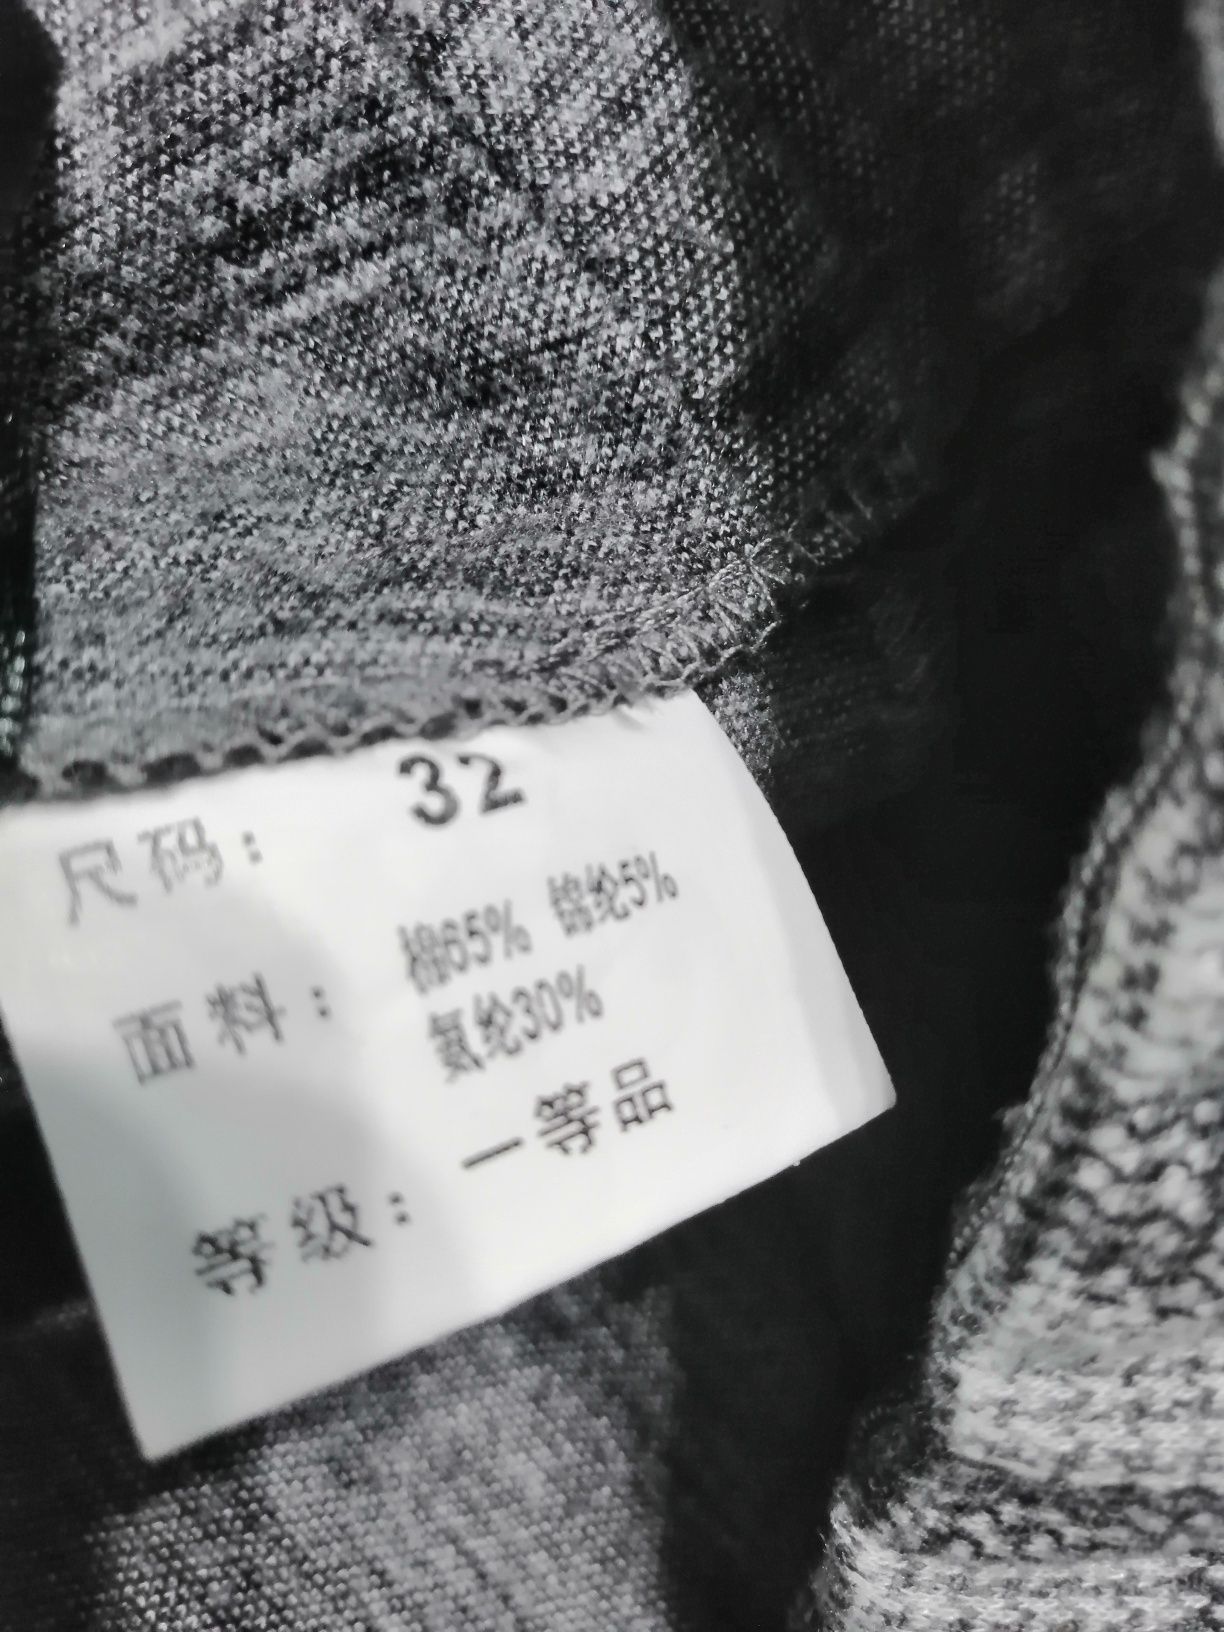 尺码： 32
面料： 棉65% 锦纶5%
氨纶30%
等级： 一等品